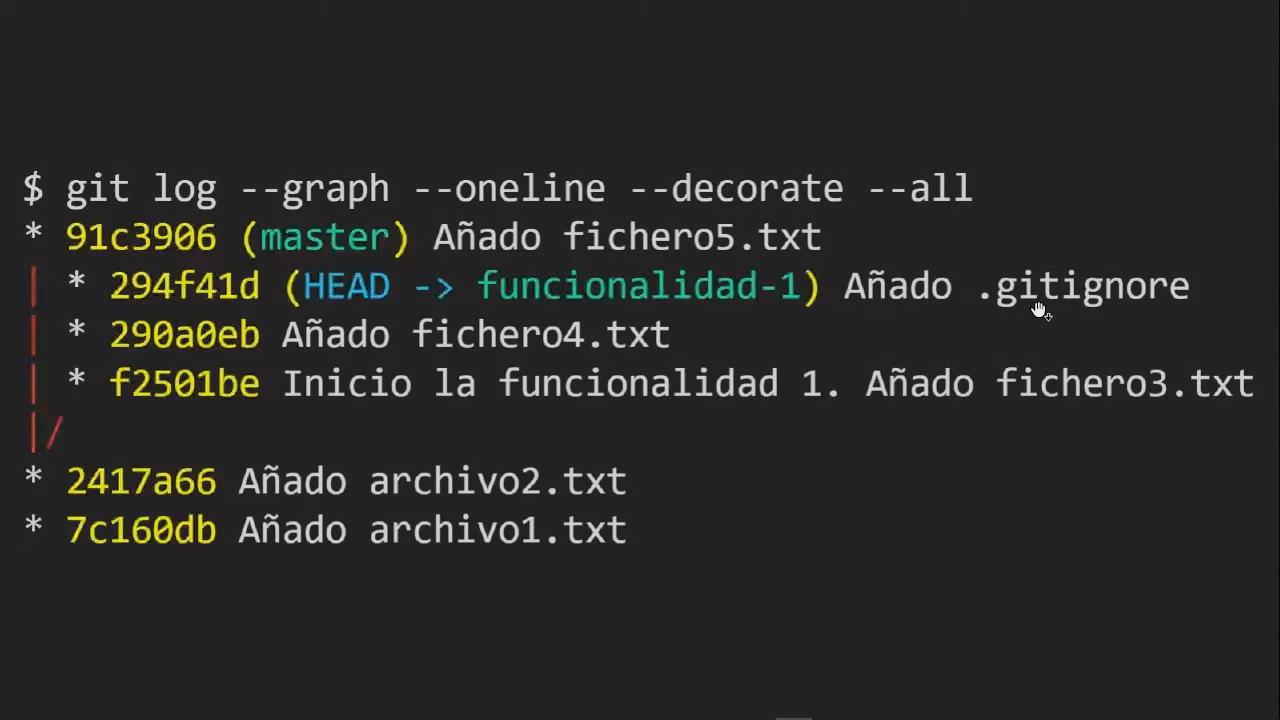 $ git log --graph --oneline --decorate --all
* 91c3906 (master) Añado fichero5.txt
| * 294f41d (HEAD -> funcionalidad-1) Añado .gitignore
| * 290a0eb Añado fichero4.txt
| * f2501be Inicio la funcionalidad 1. Añado fichero3.txt
|/
* 2417a66 Añado archivo2.txt
* 7c160db Añado archivo1.txt